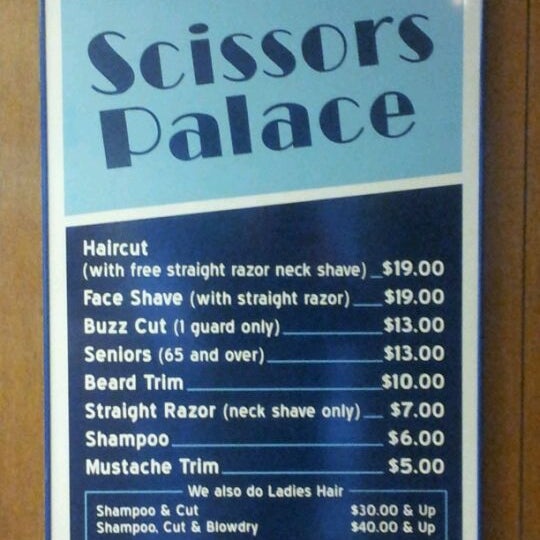 Scissors
Palace
Haircut
(with free straight razor neck shave) $19.00
Face Shave (with straight razor) $19.00
Buzz Cut (1 guard only) $13.00
Seniors (65 and over) $13.00
Beard Trim $10.00
Straight Razor (neck shave only) $7.00
Shampoo $6.00
Mustache Trim $5.00
We also do Ladies Hair
Shampoo & Cut $30.00 & Up
Shampoo, Cut & Blowdry $40.00 & Up